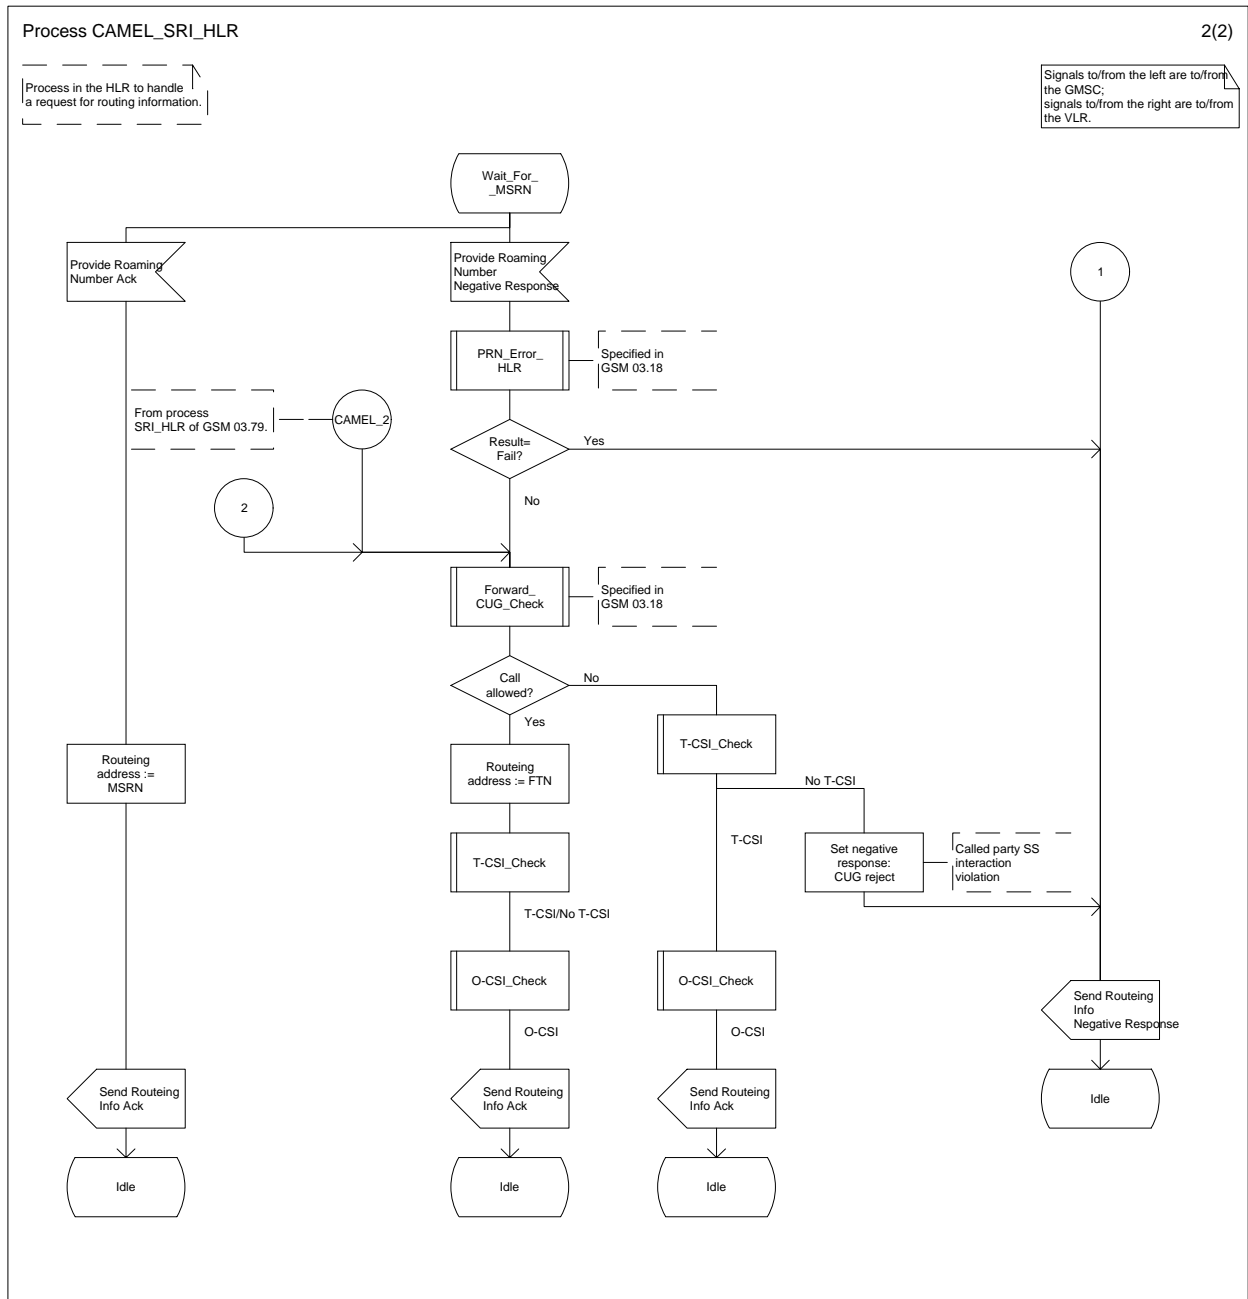 Process CAMEL_SRI_HLR
2(2)
Process in the HLR to handle
a request for routing information.
Signals to/from the left are to/from
the GMSC;
signals to/from the right are to/from
the VLR.
Wait_For_
_MSRN
Provide Roaming
Number Ack
Provide Roaming
Number
Negative Response
1
PRN_Error_
HLR
Specified in
GSM 03.18
From process
SRI_HLR of GSM 03.79.
CAMEL_2
Result=
Fail?
Yes
No
2
Forward_
CUG_Check
Specified in
GSM 03.18
Call
allowed?
No
Yes
T-CSI_Check
Routeing
address :=
MSRN
Routeing
address := FTN
No T-CSI
T-CSI
T-CSI_Check
Set negative
response:
CUG reject
Called party SS
interaction
violation
T-CSI/No T-CSI
O-CSI_Check
O-CSI_Check
Send Routeing
Info
Negative Response
O-CSI
O-CSI
Send Routeing
Info Ack
Send Routeing
Info Ack
Send Routeing
Info Ack
Idle
Idle
Idle
Idle